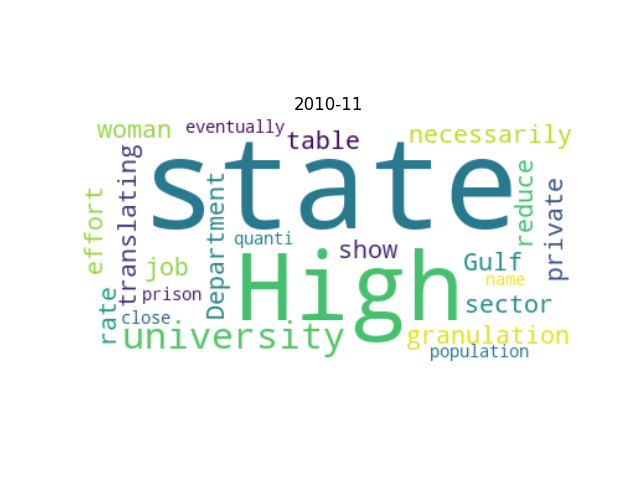 2010-11
woman
eventually
table
necessarily
state
translating
effort
Department
quanti
show
reduce
private
High
Gulf
name
job
prison
rate
close
sector
university
granulation
population